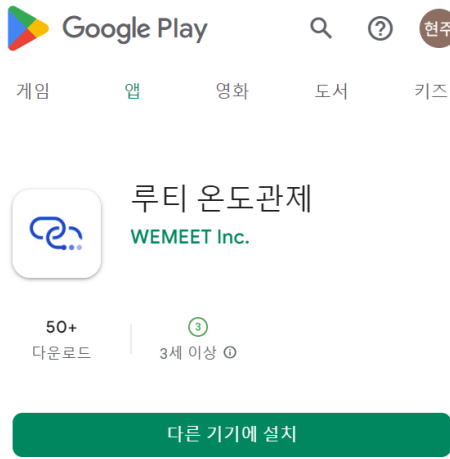 Google Play
현주
게임 앱 영화 도서 키즈
루티 온도관제
WEMEET Inc.
50+
다운로드
3
3세 이상
다른 기기에 설치